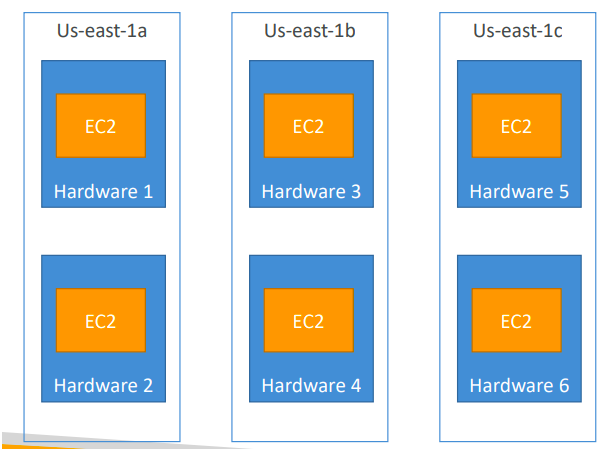 Us-east-1a
EC2
Hardware 1
EC2
Hardware 2
Us-east-1b
EC2
Hardware 3
EC2
Hardware 4
Us-east-1c
EC2
Hardware 5
EC2
Hardware 6